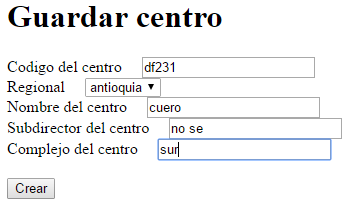 Guardar centro
Codigo del centro df231
Regional antioquia
Nombre del centro cuero
Subdirector del centro no se
Complejo del centro sur
Crear